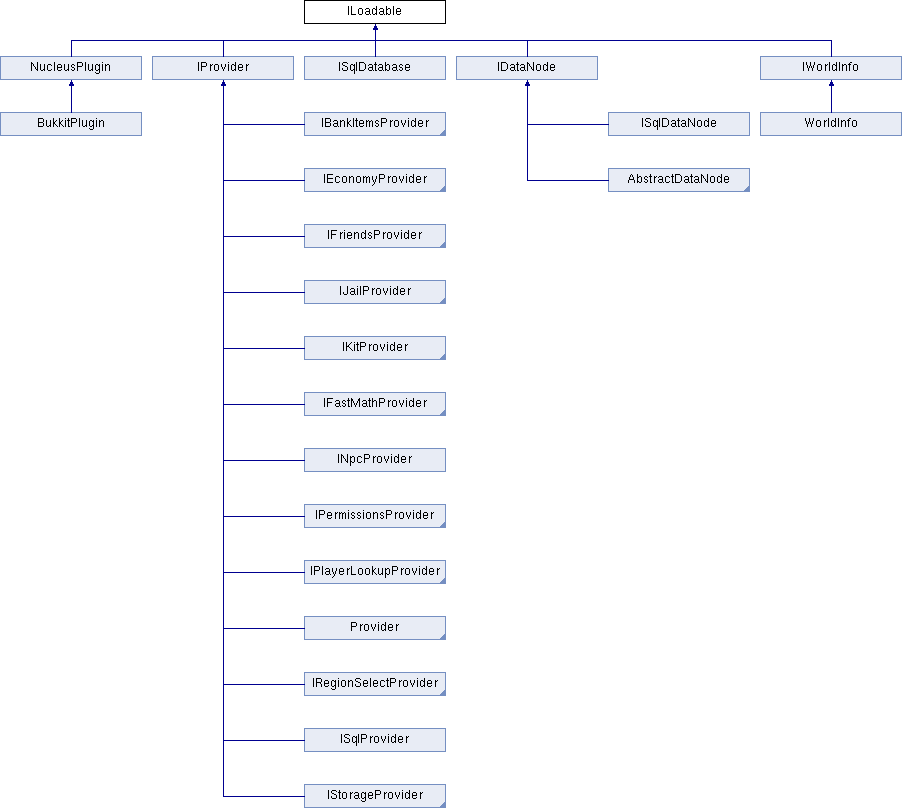 ILoadable
NucleusPlugin
IProvider
ISqlDatabase
IDataNode
IWorldInfo
BukkitPlugin
IBankItemsProvider
ISqlDataNode
WorldInfo
IEconomyProvider
AbstractDataNode
IFriendsProvider
IJailProvider
IKitProvider
IFastMathProvider
INpcProvider
IPermissionsProvider
IPlayerLookupProvider
Provider
IRegionSelectProvider
ISqlProvider
IStorageProvider